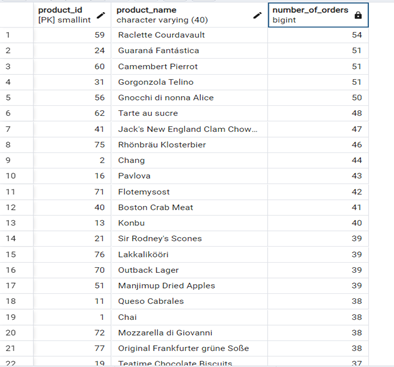 product_id product_name number_of_orders
[PK] smallint character varying (40) bigint
1 59 Raclette Courdavault 54
2 24 Guaraná Fantástica 51
3 60 Camembert Pierrot 51
4 31 Gorgonzola Telino 51
5 56 Gnocchi di nonna Alice 50
6 62 Tarte au sucre 48
7 41 Jack's New England Clam Chow... 47
8 75 Rhönbräu Klosterbier 46
9 2 Chang 44
10 16 Pavlova 43
11 71 Flotemysost 42
12 40 Boston Crab Meat 41
13 13 Konbu 40
14 21 Sir Rodney's Scones 39
15 76 Lakkalikööri 39
16 70 Outback Lager 39
17 51 Manjimup Dried Apples 39
18 11 Queso Cabrales 38
19 1 Chai 38
20 72 Mozzarella di Giovanni 38
21 77 Original Frankfurter grüne Soße 38
22 19 Teatime Chocolate Biscuits 37